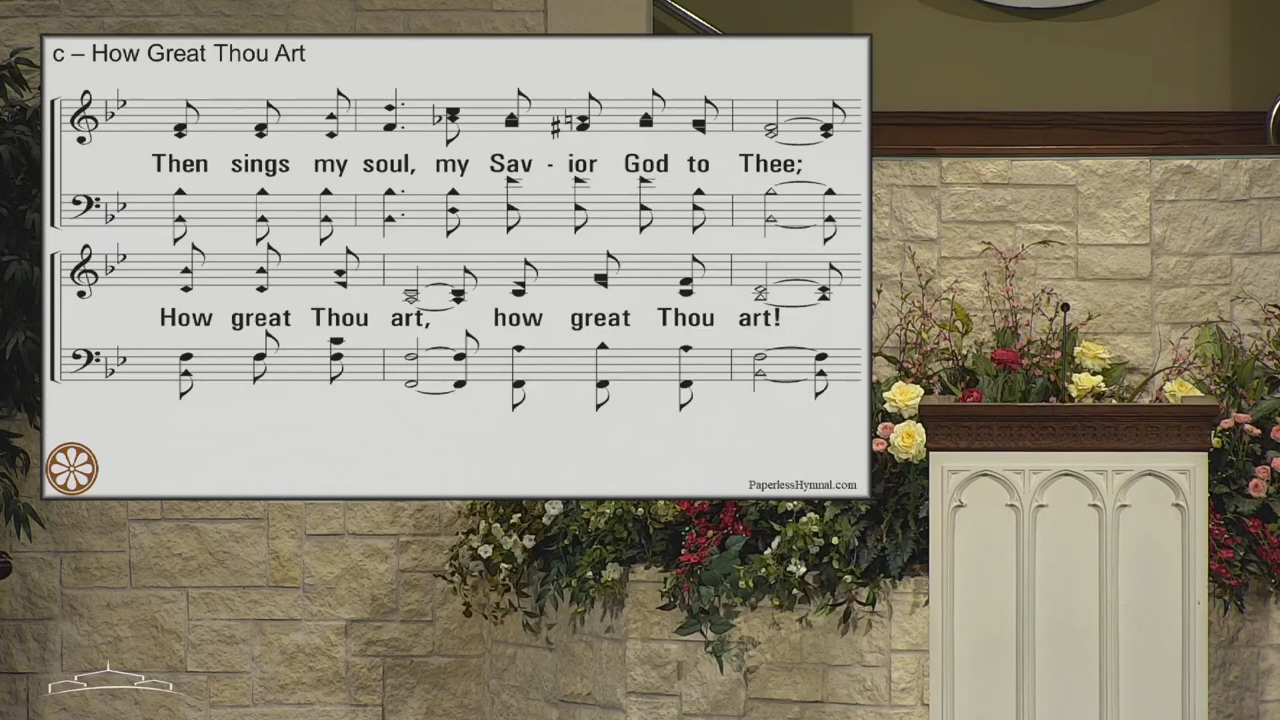 c – How Great Thou Art
Then sings my soul, my Sav - ior God to Thee;
How great Thou art, how great Thou art!
PaperlessHymnal.com